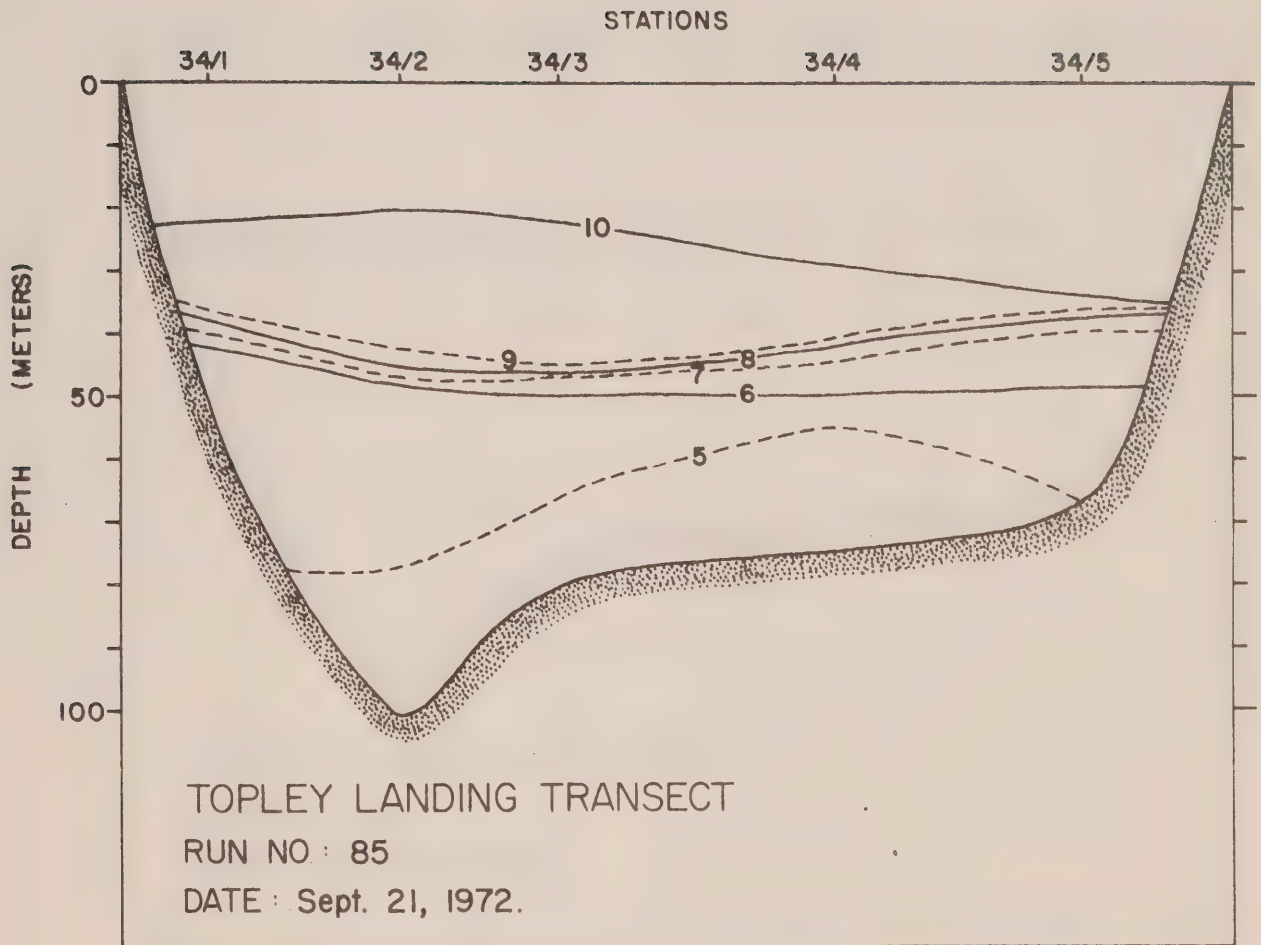 STATIONS
34/1 34/2 34/3 34/4 34/5
0
10
9 8
7
6
50
5
100
DEPTH (METERS)
TOPLEY LANDING TRANSECT
RUN NO.: 85
DATE: Sept. 21, 1972.